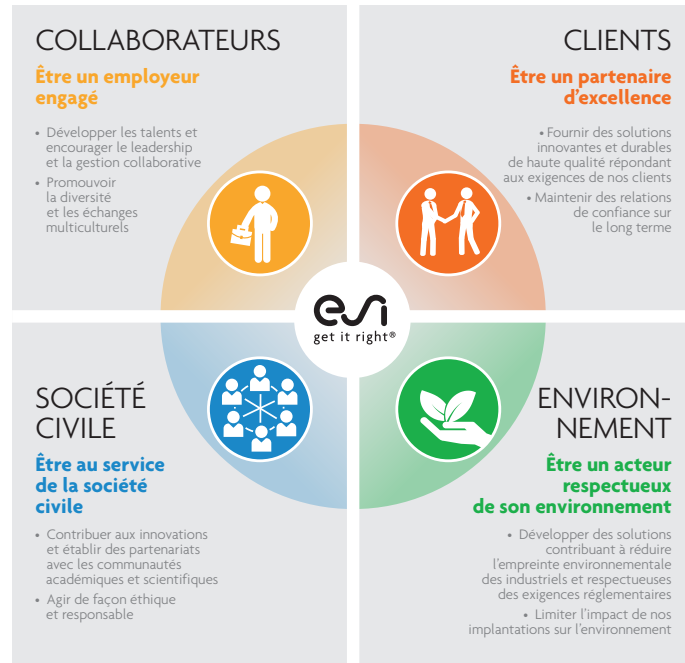 COLLABORATEURS
Être un employeur
engagé
• Développer les talents et
encourager le leadership
et la gestion collaborative
• Promouvoir
la diversité
et les échanges
multiculturels
CLIENTS
Être un partenaire
d’excellence
• Fournir des solutions
innovantes et durables
de haute qualité répondant
aux exigences de nos clients
• Maintenir des relations
de confiance sur
le long terme
esi
get it right®
SOCIÉTÉ
CIVILE
Être au service
de la société
civile
• Contribuer aux innovations
et établir des partenariats
avec les communautés
académiques et scientifiques
• Agir de façon éthique
et responsable
ENVIRON-
NEMENT
Être un acteur
respectueux
de son environnement
• Développer des solutions
contribuant à réduire
l’empreinte environnementale
des industriels et respectueuses
des exigences réglementaires
• Limiter l’impact de nos
implantations sur l’environnement